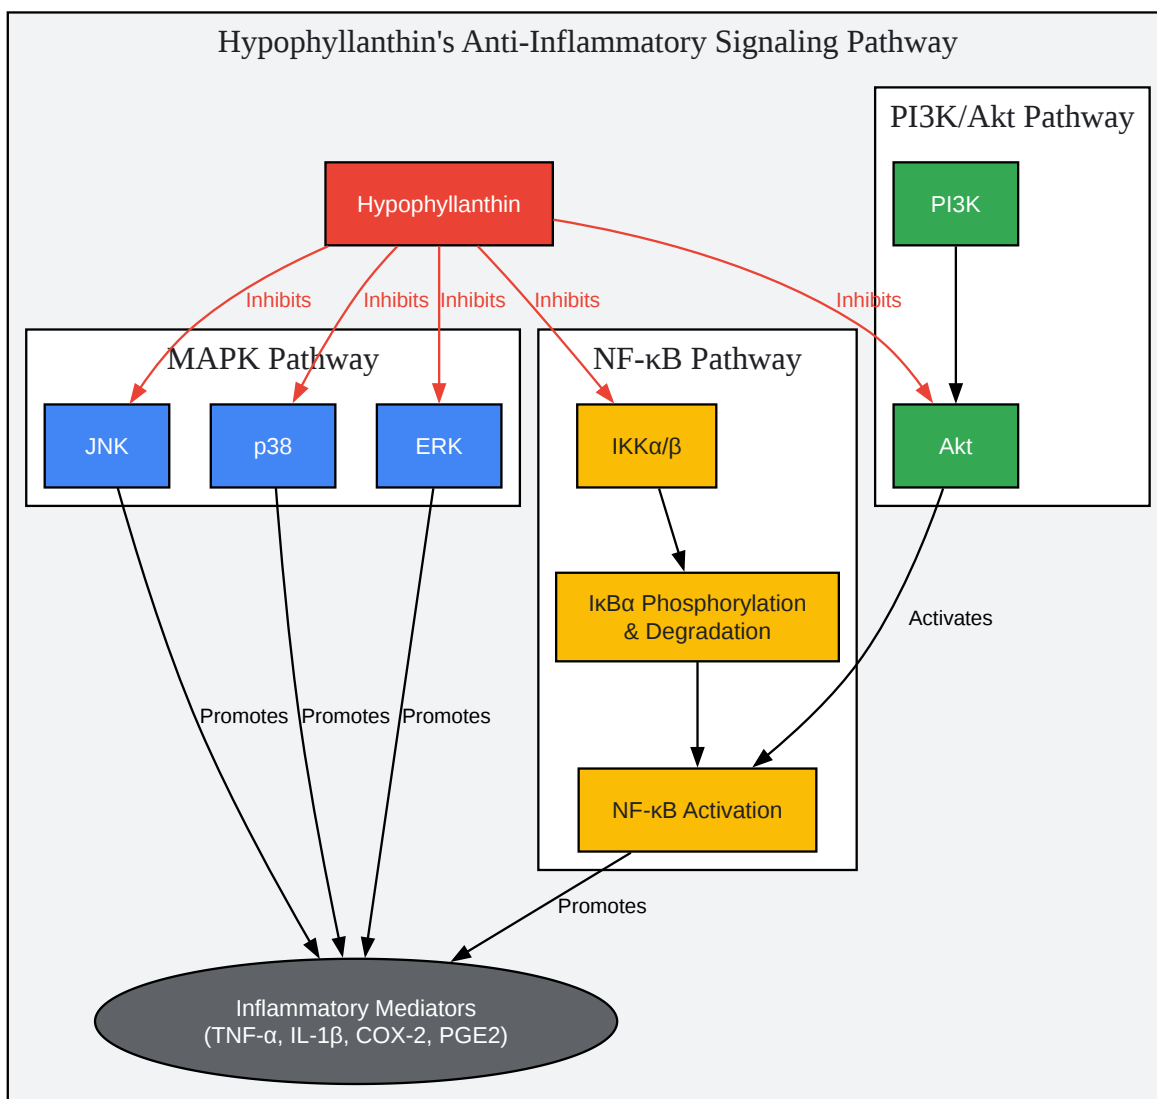 Hypophyllanthin's Anti-Inflammatory Signaling Pathway
PI3K/Akt Pathway
Hypophyllanthin
PI3K
Inhibits
Inhibits
Inhibits
Inhibits
Inhibits
MAPK Pathway
NF-κB Pathway
JNK
p38
ERK
IKKα/β
Akt
IκBα Phosphorylation
& Degradation
Activates
Promotes
Promotes
Promotes
NF-κB Activation
Promotes
Inflammatory Mediators
(TNF-α, IL-1β, COX-2, PGE2)